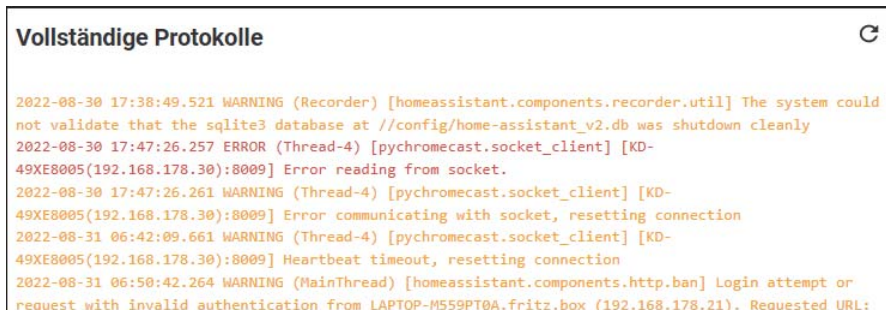 Vollständige Protokolle
2022-08-30 17:38:49.521 WARNING (Recorder) [homeassistant.components.recorder.util] The system could
not validate that the sqlite3 database at //config/home-assistant_v2.db was shutdown cleanly
2022-08-30 17:47:26.257 ERROR (Thread-4) [pychromecast.socket_client] [KD-
49XE8005(192.168.178.30):8009] Error reading from socket.
2022-08-30 17:47:26.261 WARNING (Thread-4) [pychromecast.socket_client] [KD-
49XE8005(192.168.178.30):8009] Error communicating with socket, resetting connection
2022-08-31 06:42:09.661 WARNING (Thread-4) [pychromecast.socket_client] [KD-
49XE8005(192.168.178.30):8009] Heartbeat timeout, resetting connection
2022-08-31 06:50:42.264 WARNING (MainThread) [homeassistant.components.http.ban] Login attempt or
request with invalid authentication from LAPTOP-M559PT0A.fritz.box (192.168.178.21). Requested URL: